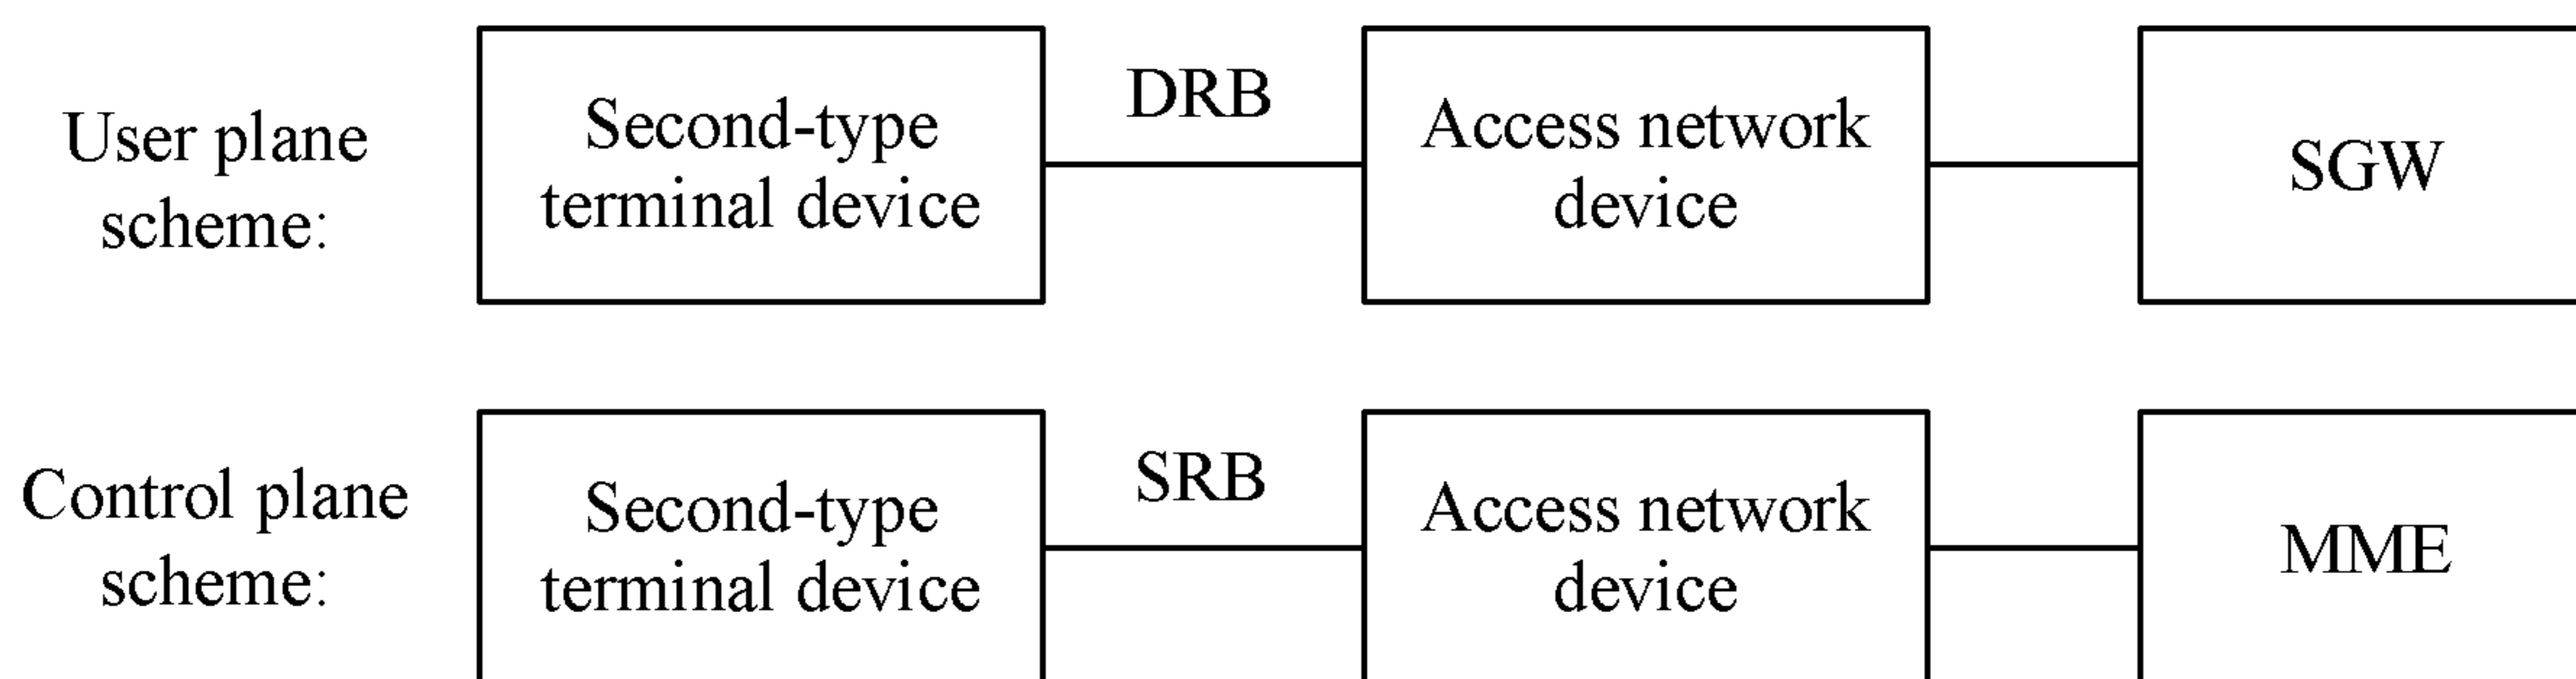 User plane
scheme:
Second-type
terminal device
DRB
Access network
device
SGW
Control plane
scheme:
Second-type
terminal device
SRB
Access network
device
MME